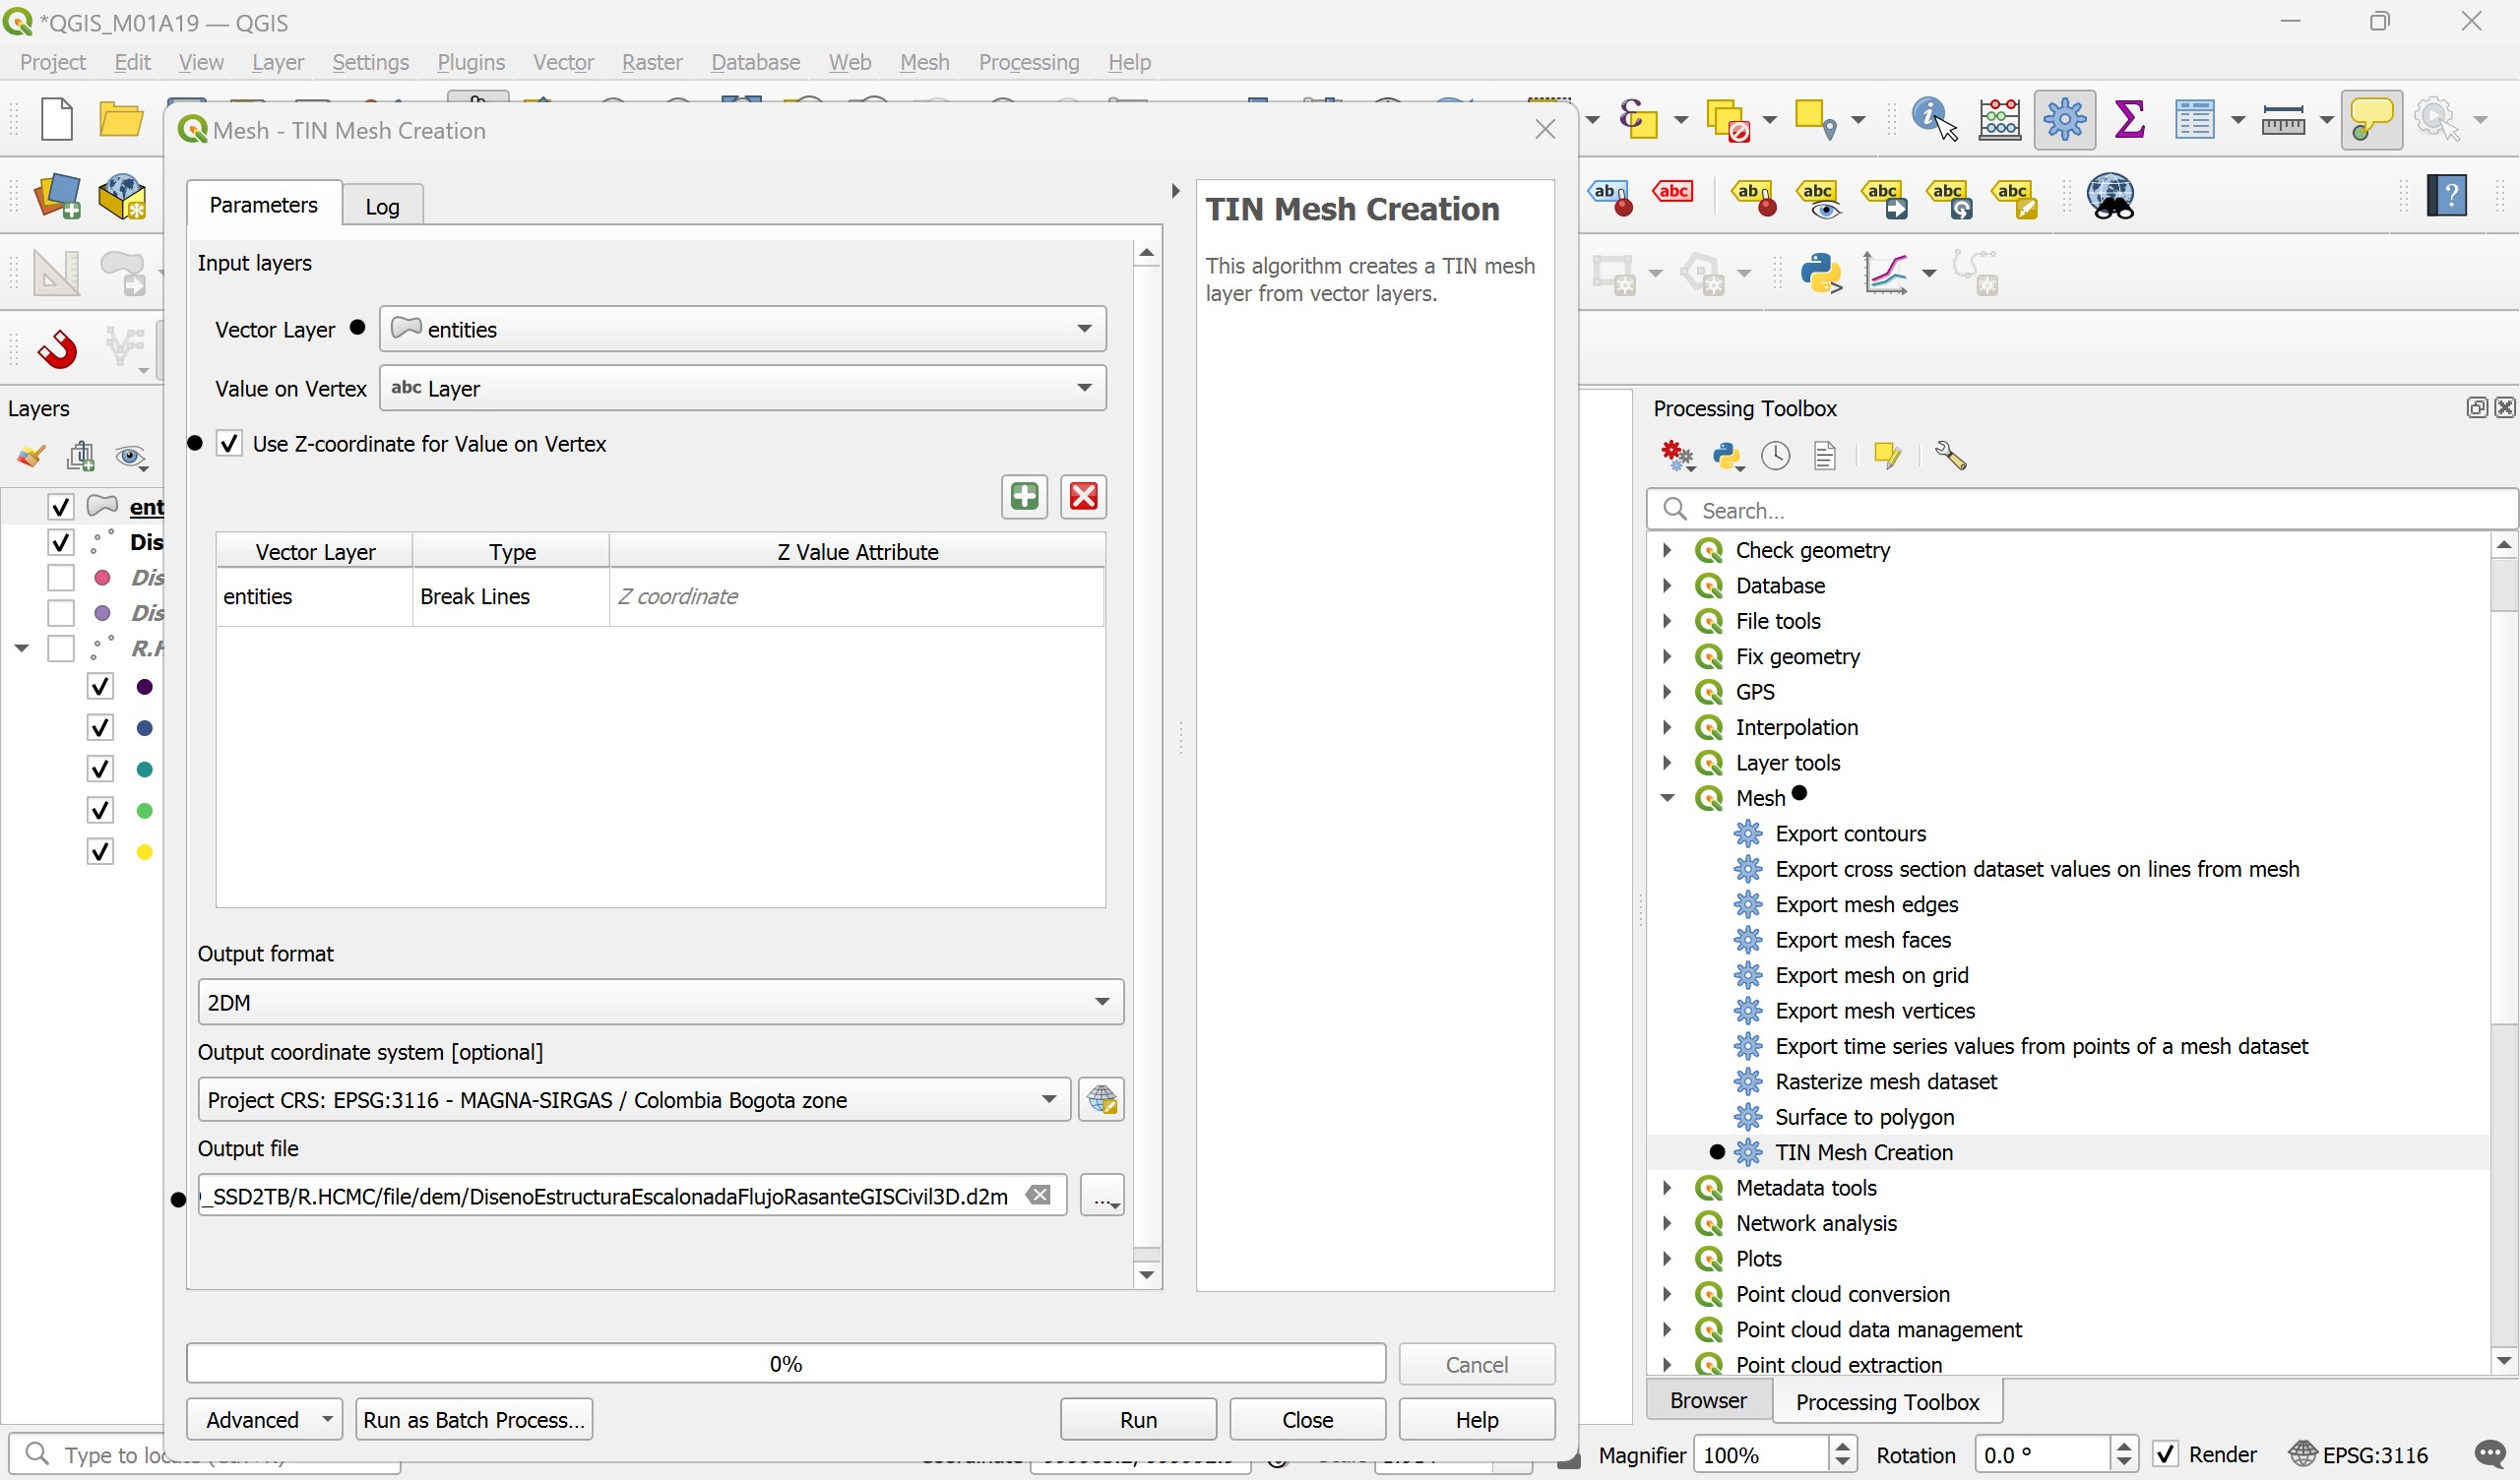 *QGIS_M01A19 — QGIS
Project Edit View Layer Settings Plugins Vector Raster Database Web Mesh Processing Help
Mesh - TIN Mesh Creation
Parameters Log
Input layers
Vector Layer entities
Value on Vertex abc Layer
Use Z-coordinate for Value on Vertex
Vector Layer Type Z Value Attribute
entities Break Lines Z coordinate
Output format
2DM
Output coordinate system [optional]
Project CRS: EPSG:3116 - MAGNA-SIRGAS / Colombia Bogota zone
Output file
_SSD2TB/R.HCMC/file/dem/DisenoEstructuraEscalonadaFlujoRasanteGISCivil3D.d2m
...
0%
Cancel
Advanced Run as Batch Process... Run Close Help
TIN Mesh Creation
This algorithm creates a TIN mesh
layer from vector layers.
ab abc ab abc abc abc abc
Layers
ent
Dis
Dis
Dis
R.H
Processing Toolbox
Search...
Check geometry
Database
File tools
Fix geometry
GPS
Interpolation
Layer tools
Mesh
Export contours
Export cross section dataset values on lines from mesh
Export mesh edges
Export mesh faces
Export mesh on grid
Export mesh vertices
Export time series values from points of a mesh dataset
Rasterize mesh dataset
Surface to polygon
TIN Mesh Creation
Metadata tools
Network analysis
Plots
Point cloud conversion
Point cloud data management
Point cloud extraction
Browser Processing Toolbox
Type to Magnifier 100% Rotation 0.0 ° Render EPSG:3116